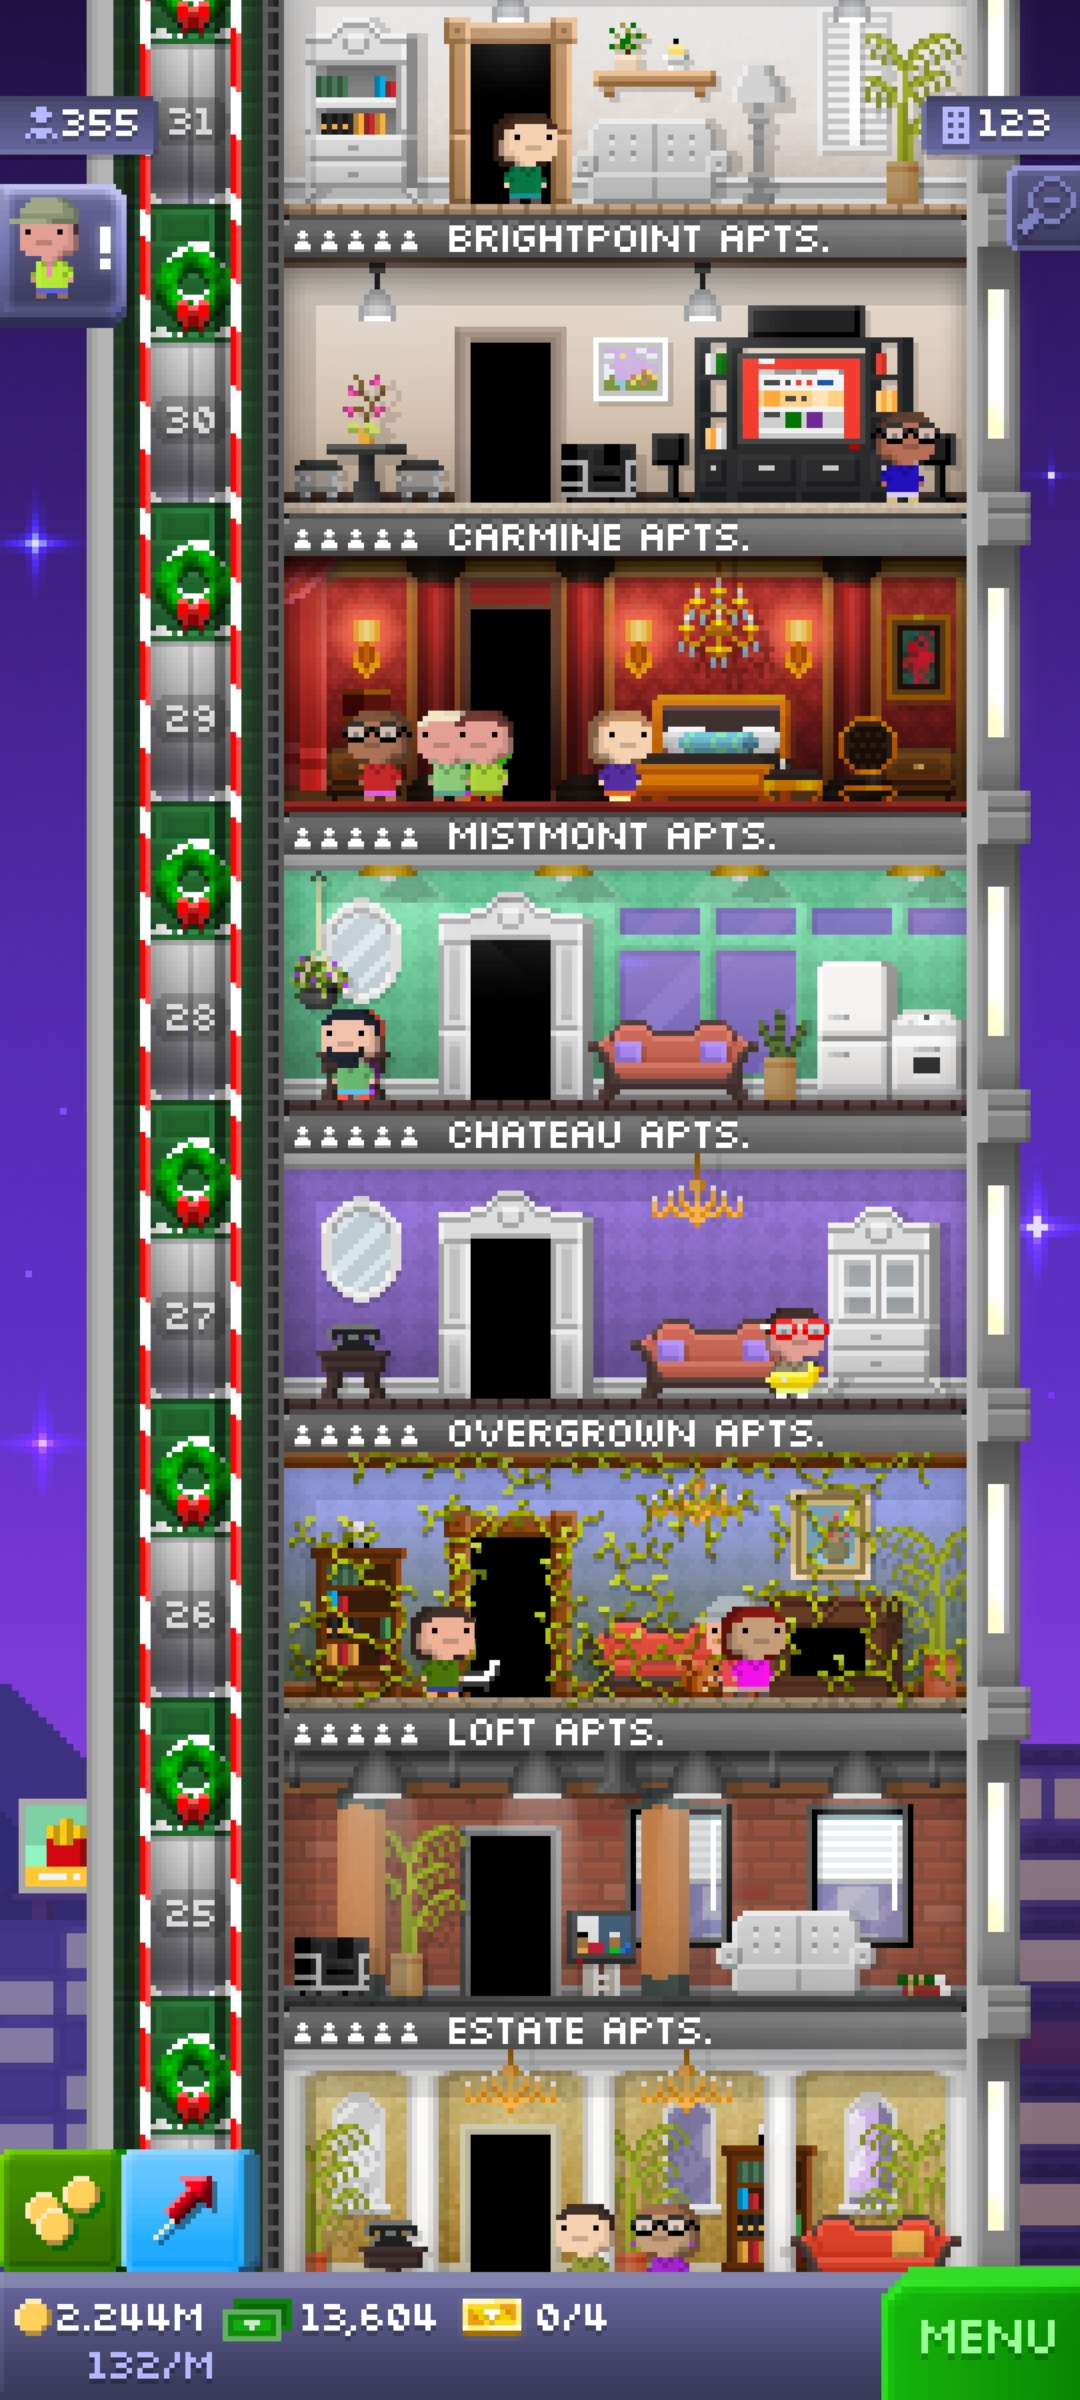 31
355
123
!
BRIGHTPOINT APTS.
30
CARMINE APTS.
29
MISTMONT APTS.
28
CHATEAU APTS.
27
OVERGROWN APTS.
26
LOFT APTS.
25
ESTATE APTS.
2.244M 13,604 0/4
132/M
MENU